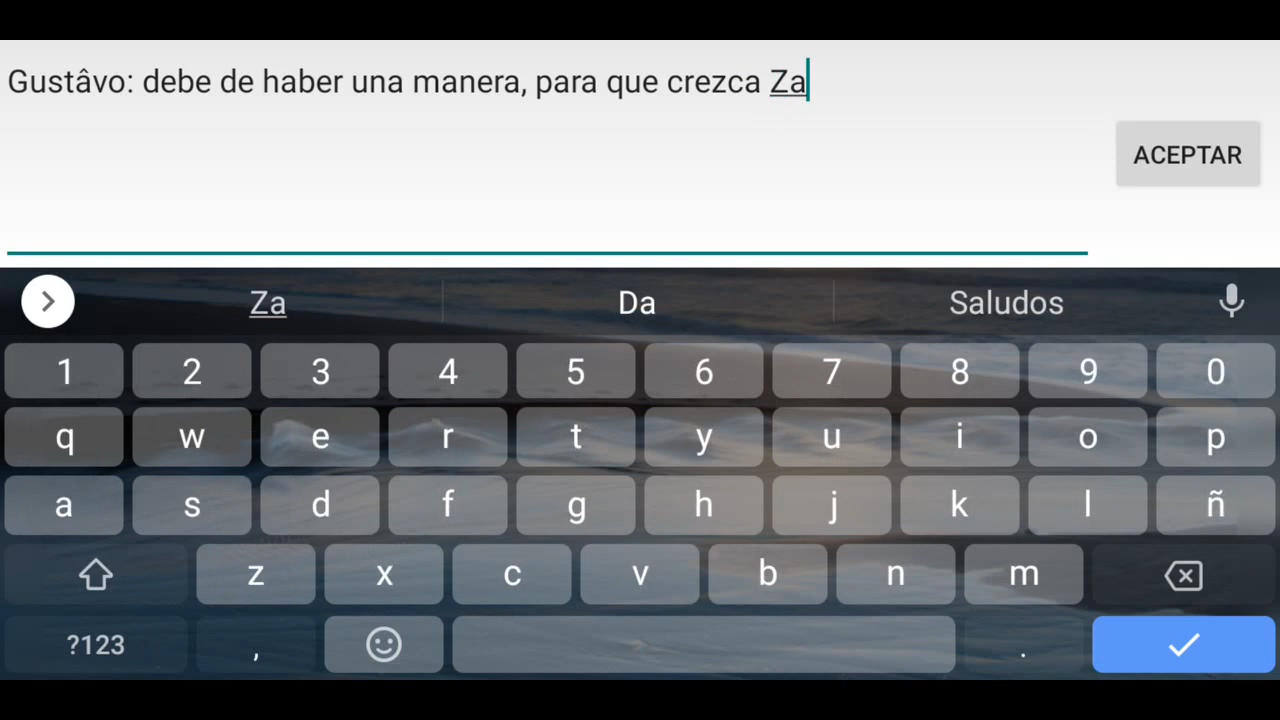 Gustâvo: debe de haber una manera, para que crezca Za
ACEPTAR
Za Da Saludos
1 2 3 4 5 6 7 8 9 0
q w e r t y u i o p
a s d f g h j k l ñ
z x c v b n m
?123 , .